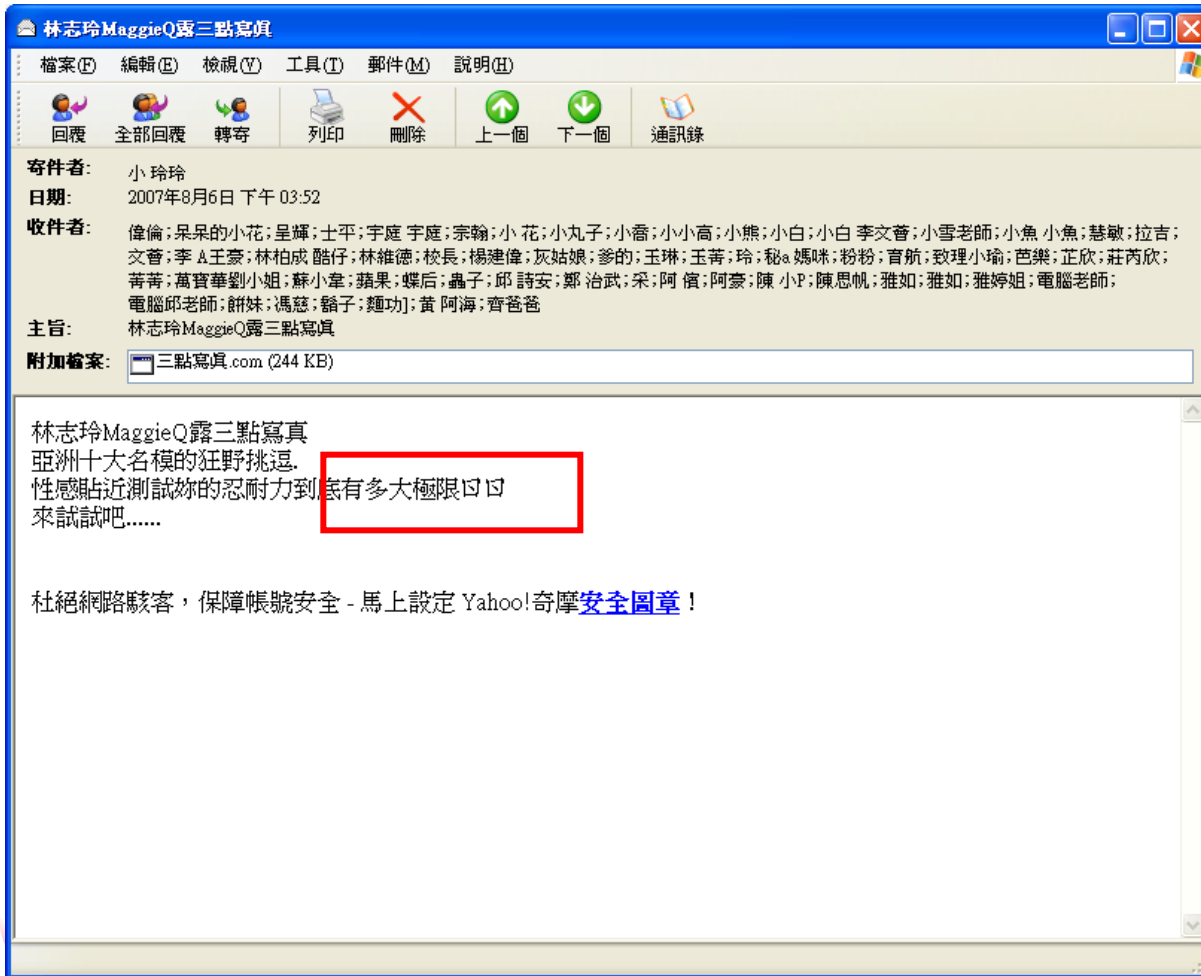 林志玲MaggieQ露三點寫真
檔案(F) 編輯(E) 檢視(V) 工具(T) 郵件(M) 說明(H)
回覆 全部回覆 轉寄 列印 刪除 上一個 下一個 通訊錄
寄件者: 小 玲玲
日期: 2007年8月6日 下午 03:52
收件者: 偉倫;呆呆的小花;呈輝;士平;宇庭 宇庭;宗翰;小 花;小丸子;小喬;小小高;小熊;小白;小白 李文薈;小雪老師;小魚 小魚;慧敏;拉吉;
文薈;李 A王豪;林柏成 酷仔;林維德;校長;楊建偉;灰姑娘;爹的;玉琳;玉菁;玲;秘a媽咪;粉粉;育航;致理小瑜;芭樂;芷欣;莊芮欣;
菁菁;萬寶華劉小姐;蘇小韋;蘋果;蝶后;蟲子;邱 詩安;鄭 治武;采;阿 儐;阿豪;陳 小P;陳思帆;雅如;雅如;雅婷姐;電腦老師;
電腦邱老師;餅妹;馮慈;鬍子;麵功];黃 阿海;齊爸爸
主旨: 林志玲MaggieQ露三點寫真
附加檔案: 三點寫真.com (244 KB)
林志玲MaggieQ露三點寫真
亞洲十大名模的狂野挑逗.
性感貼近測試妳的忍耐力到底有多大極限
來試試吧......
杜絕網路駭客，保障帳號安全 - 馬上設定 Yahoo!奇摩安全圖章！